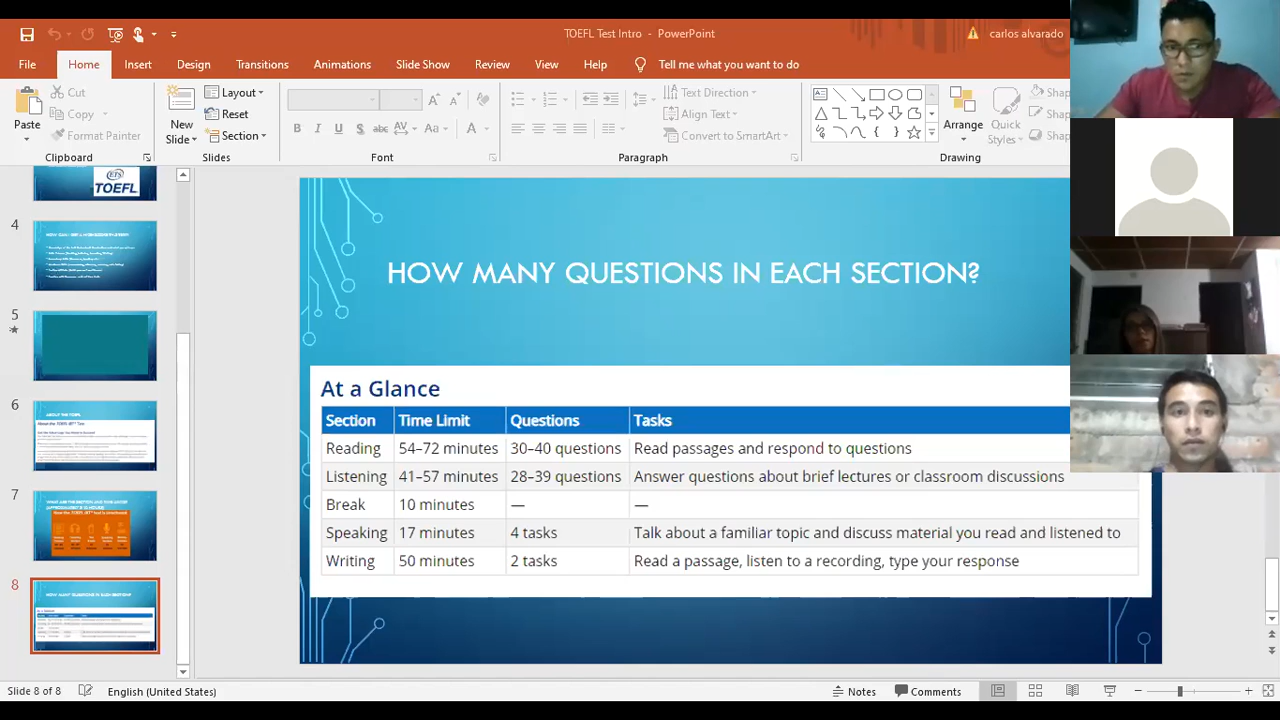 TOEFL Test Intro - PowerPoint
carlos alvarado
File Home Insert Design Transitions Animations Slide Show Review View Help Tell me what you want to do
Paste
Cut
Copy
Format Painter
Clipboard
New Slide
Layout
Reset
Section
Slides
Font
Text Direction
Align Text
Convert to SmartArt
Paragraph
Arrange
Quick Styles
Shap
Shap
Shap
Drawing
ETS
TOEFL
4
5
6
ABOUT THE TOEFL
7
8
HOW MANY QUESTIONS IN EACH SECTION?
At a Glance
Section Time Limit Questions Tasks
Reading 54–72 minutes 30–40 questions Read passages and respond to questions
Listening 41–57 minutes 28–39 questions Answer questions about brief lectures or classroom discussions
Break 10 minutes — —
Speaking 17 minutes 4 tasks Talk about a familiar topic and discuss material you read and listened to
Writing 50 minutes 2 tasks Read a passage, listen to a recording, type your response
Slide 8 of 8 English (United States) Notes Comments